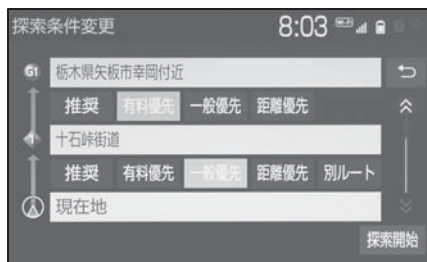 探索条件変更 8:03
G1 栃木県矢板市幸岡付近
推奨 有料優先 一般優先 距離優先
十石峠街道
推奨 有料優先 一般優先 距離優先 別ルート
現在地
探索開始